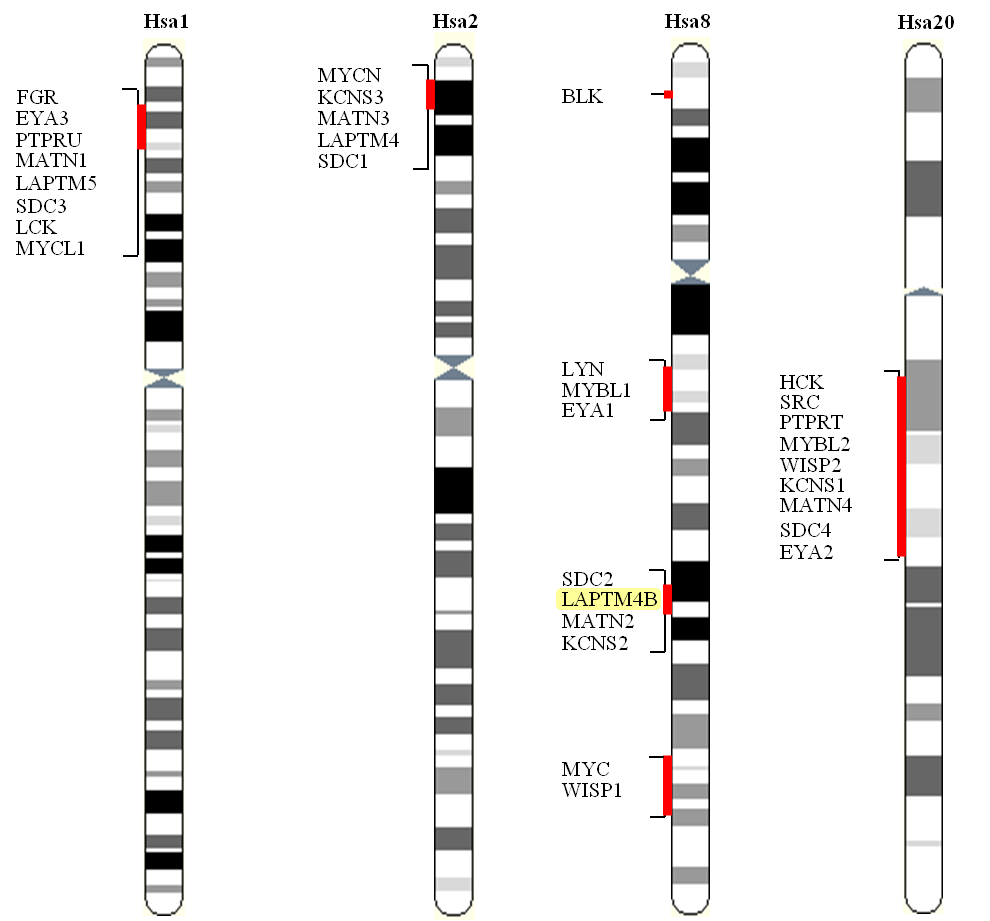 Hsa1
FGR
EYA3
PTPRU
MATN1
LAPTM5
SDC3
LCK
MYCL1
Hsa2
MYCN
KCNS3
MATN3
LAPTM4
SDC1
Hsa8
BLK
LYN
MYBL1
EYA1
SDC2
LAPTM4B
MATN2
KCNS2
MYC
WISP1
Hsa20
HCK
SRC
PTPRT
MYBL2
WISP2
KCNS1
MATN4
SDC4
EYA2